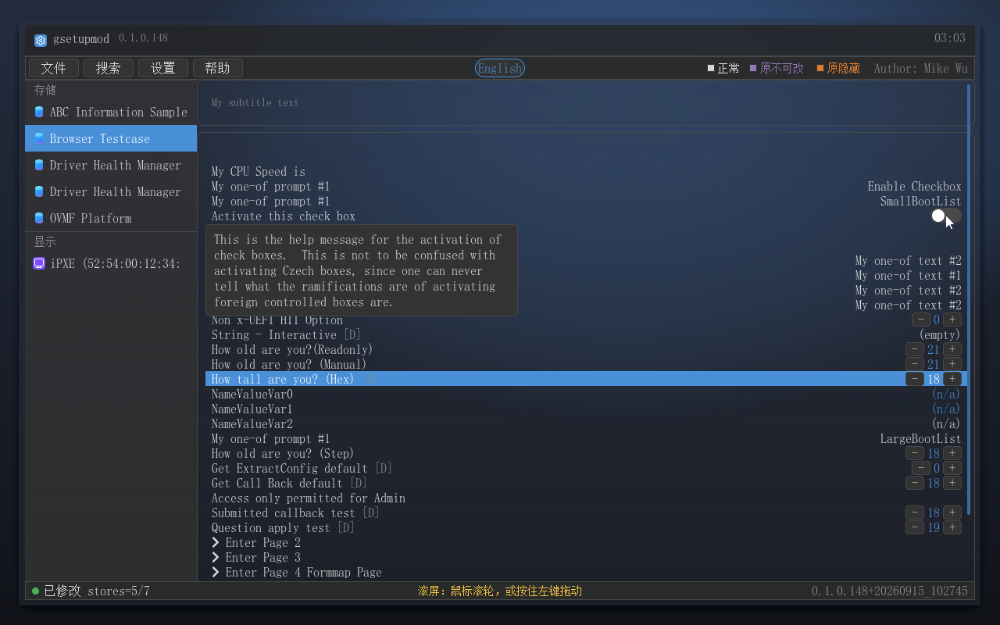 gsetupmod 0.1.0.148 03:03
文件 搜索 设置 帮助 English 正常 原不可改 原隐藏 Author: Mike Wu
存储
ABC Information Sample
Browser Testcase
Driver Health Manager
Driver Health Manager
OVMF Platform
显示
iPXE (52:54:00:12:34:
My subtitle text
My CPU Speed is
My one-of prompt #1 Enable Checkbox
My one-of prompt #1 SmallBootList
Activate this check box
This is the help message for the activation of
check boxes.  This is not to be confused with
activating Czech boxes, since one can never
tell what the ramifications are of activating
foreign controlled boxes are.
My one-of text #2
My one-of text #1
My one-of text #2
My one-of text #2
Non x-UEFI HII Option - 0 +
String - Interactive [D] (empty)
How old are you?(Readonly) - 21 +
How old are you? (Manual) - 21 +
How tall are you? (Hex) [D] - 18 +
NameValueVar0 (n/a)
NameValueVar1 (n/a)
NameValueVar2 (n/a)
My one-of prompt #1 LargeBootList
How old are you? (Step) - 18 +
Get ExtractConfig default [D] - 0 +
Get Call Back default [D] - 18 +
Access only permitted for Admin
Submitted callback test [D] - 18 +
Question apply test [D] - 19 +
Enter Page 2
Enter Page 3
Enter Page 4 Formmap Page
已修改 stores=5/7 滚屏：鼠标滚轮，或按住左键拖动 0.1.0.148+20260915_102745